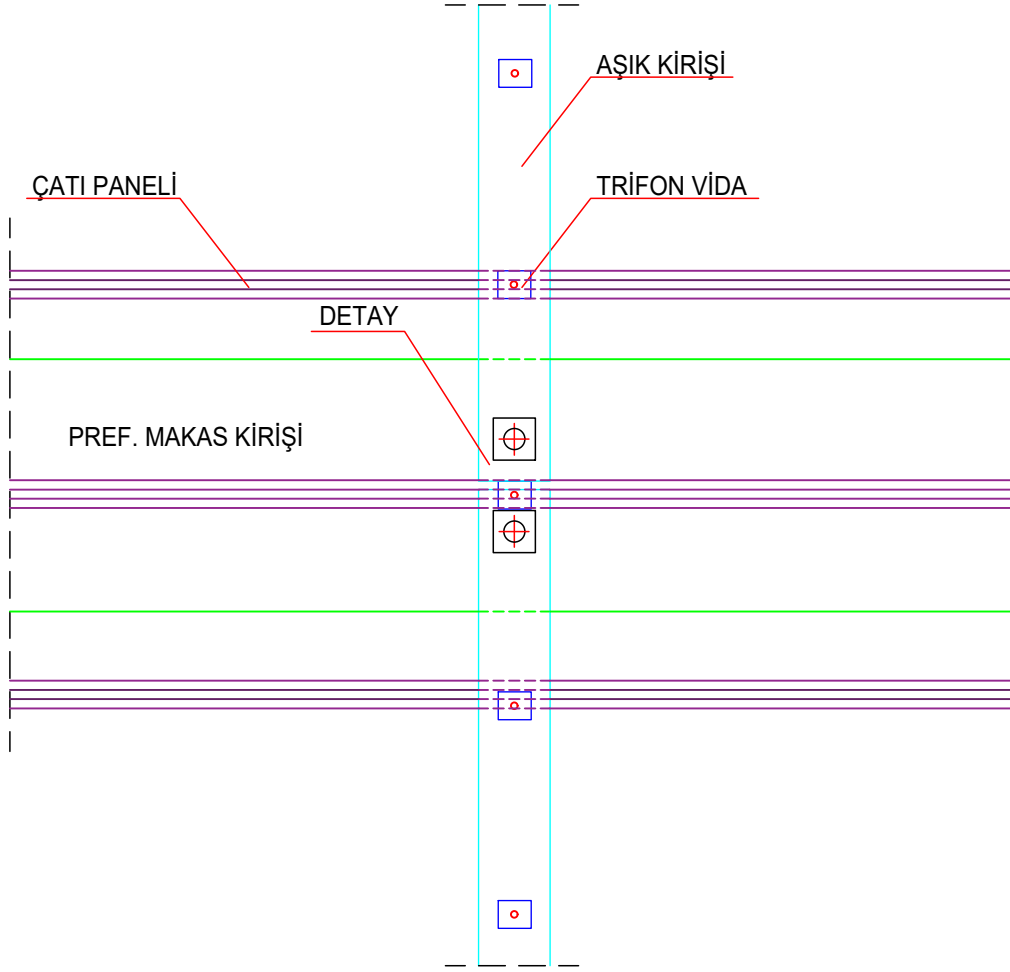 AŞIK KİRİŞİ
ÇATI PANELİ
TRİFON VİDA
DETAY
PREF. MAKAS KİRİŞİ